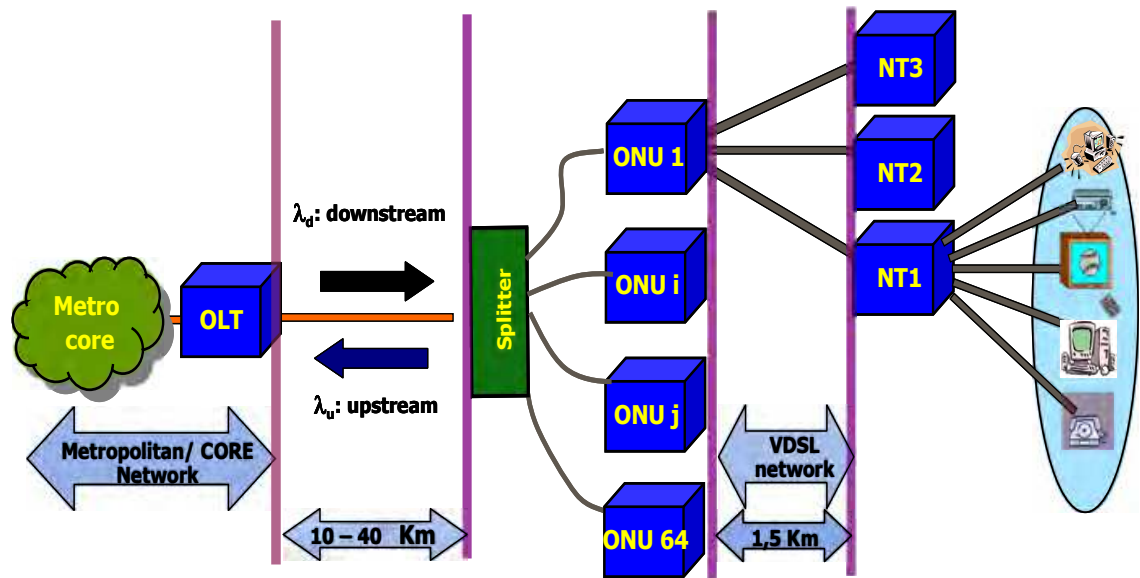 Metro
core
OLT
λd: downstream
λu: upstream
Splitter
ONU 1
ONU i
ONU j
ONU 64
NT3
NT2
NT1
Metropolitan/ CORE
Network
10 – 40 Km
VDSL
network
1,5 Km